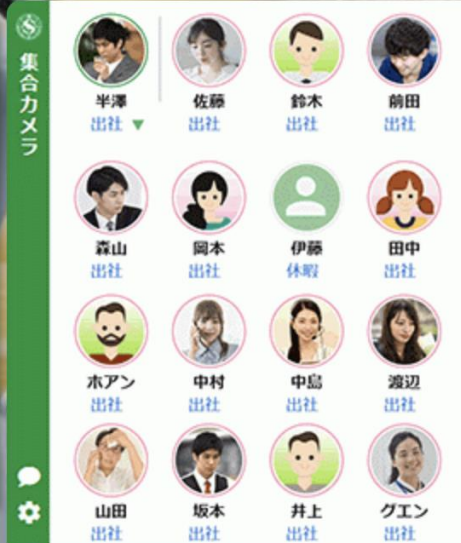 集合カメラ
半澤 佐藤 鈴木 前田
出社 ▼ 出社 出社 出社
森山 岡本 伊藤 田中
出社 出社 休暇 出社
ホアン 中村 中島 渡辺
出社 出社 出社 出社
山田 坂本 井上 グエン
出社 出社 出社 出社